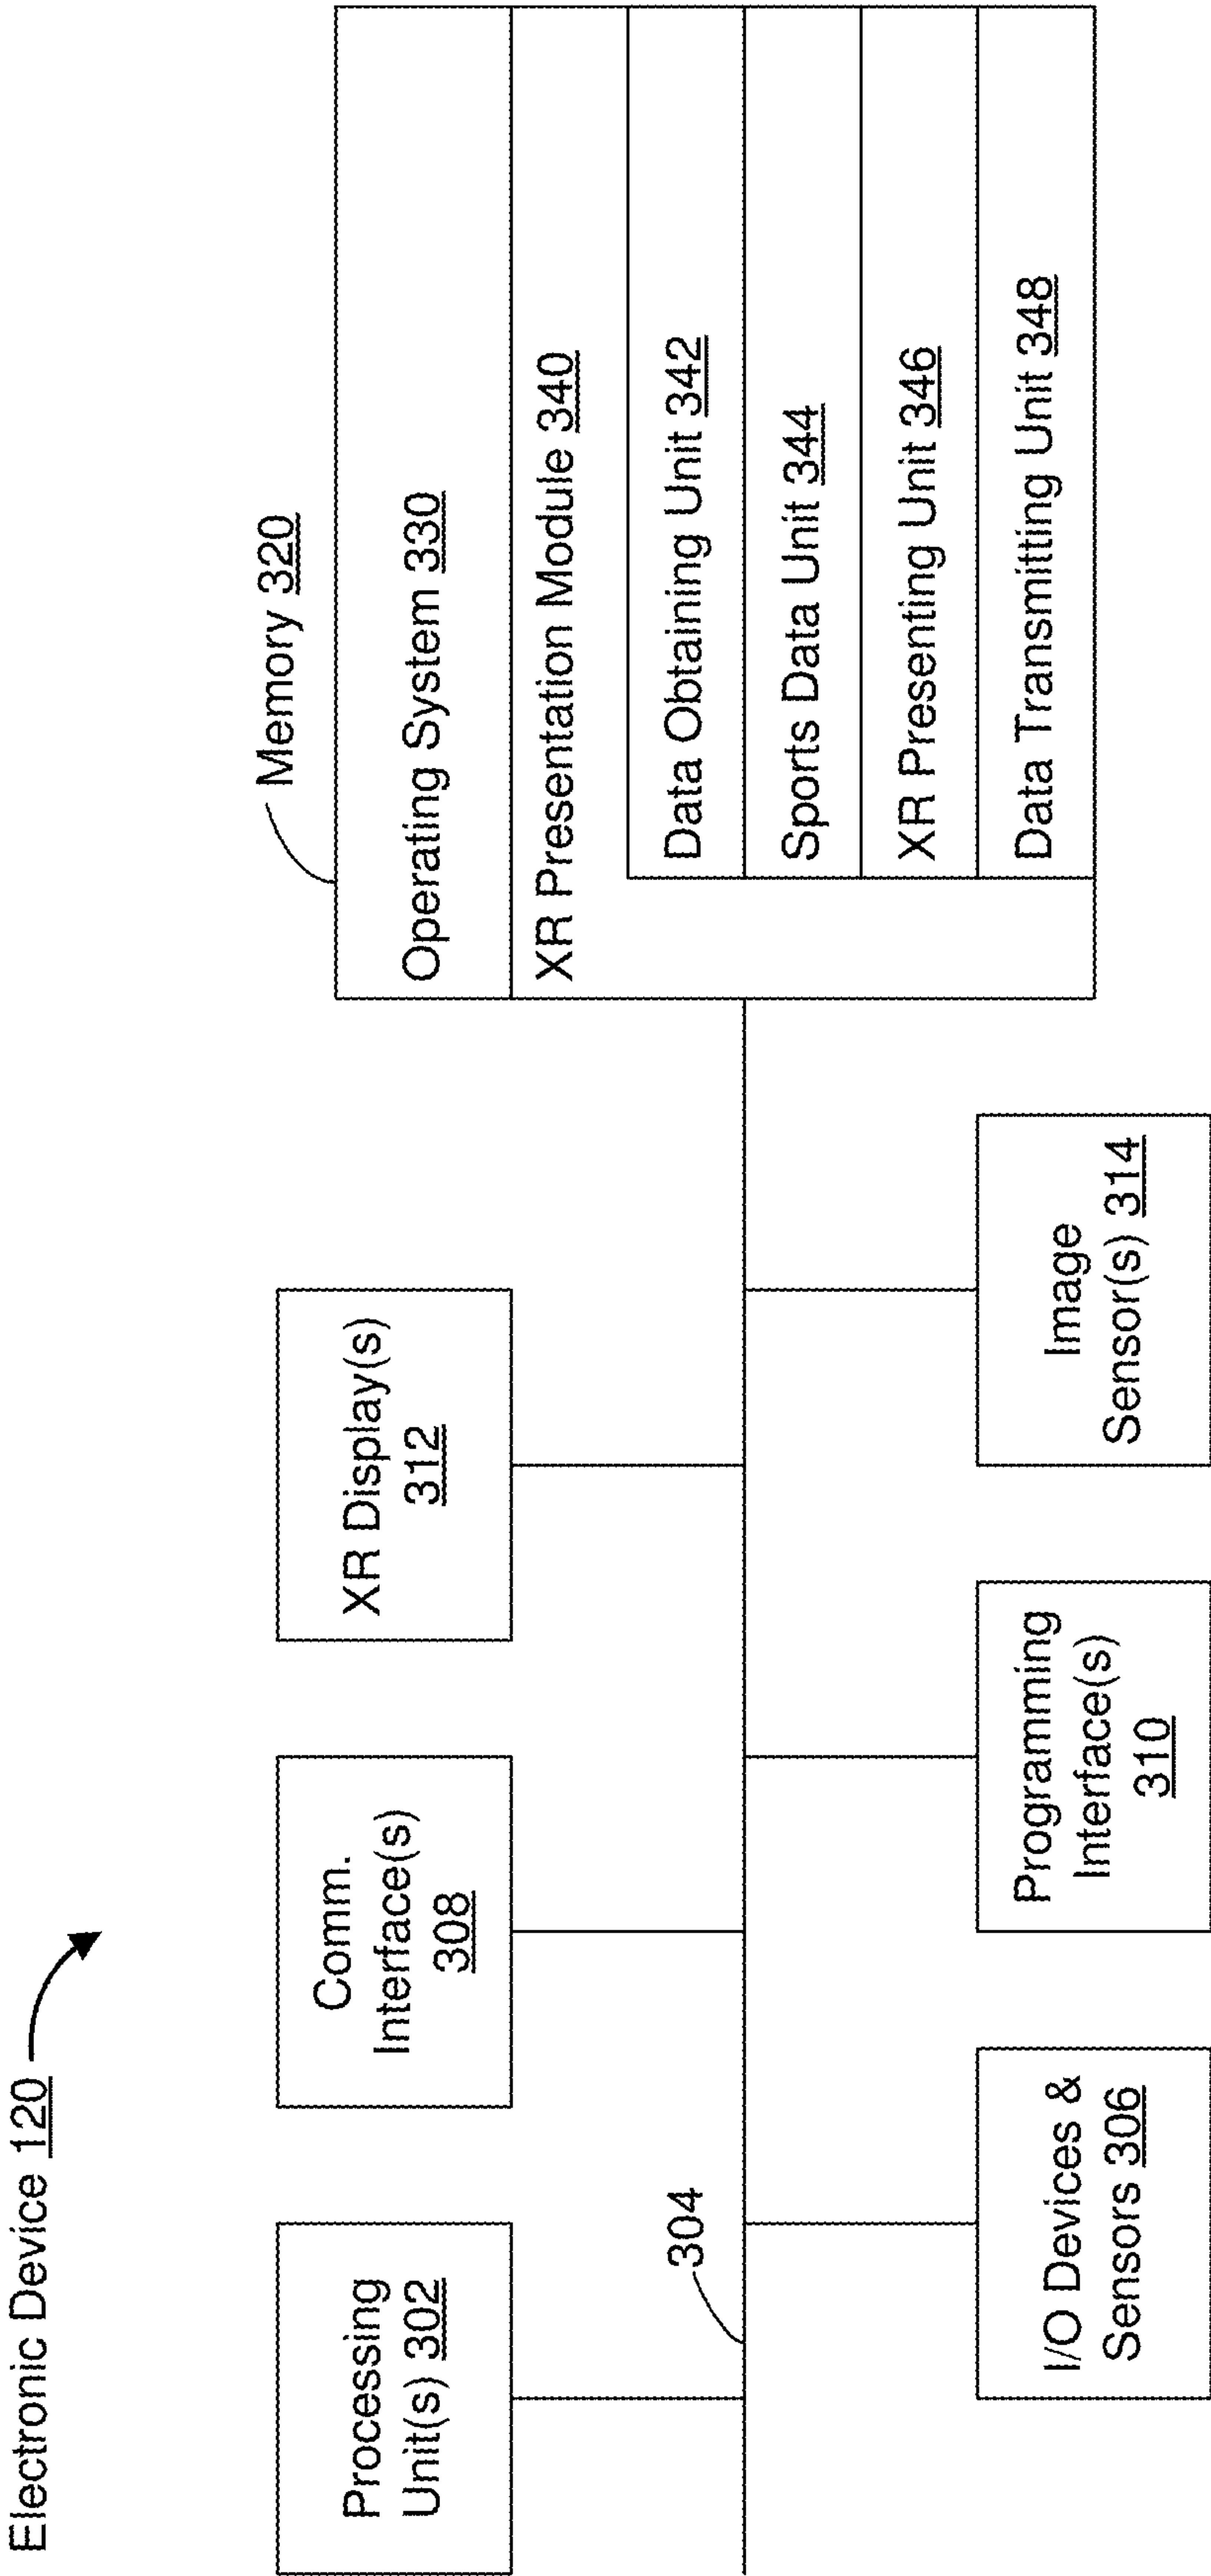 Electronic Device 120
Processing
Unit(s) 302
Comm.
Interface(s)
308
XR Display(s)
312
Memory 320
304
I/O Devices &
Sensors 306
Programming
Interface(s)
310
Image
Sensor(s) 314
Operating System 330
XR Presentation Module 340
Data Obtaining Unit 342
Sports Data Unit 344
XR Presenting Unit 346
Data Transmitting Unit 348